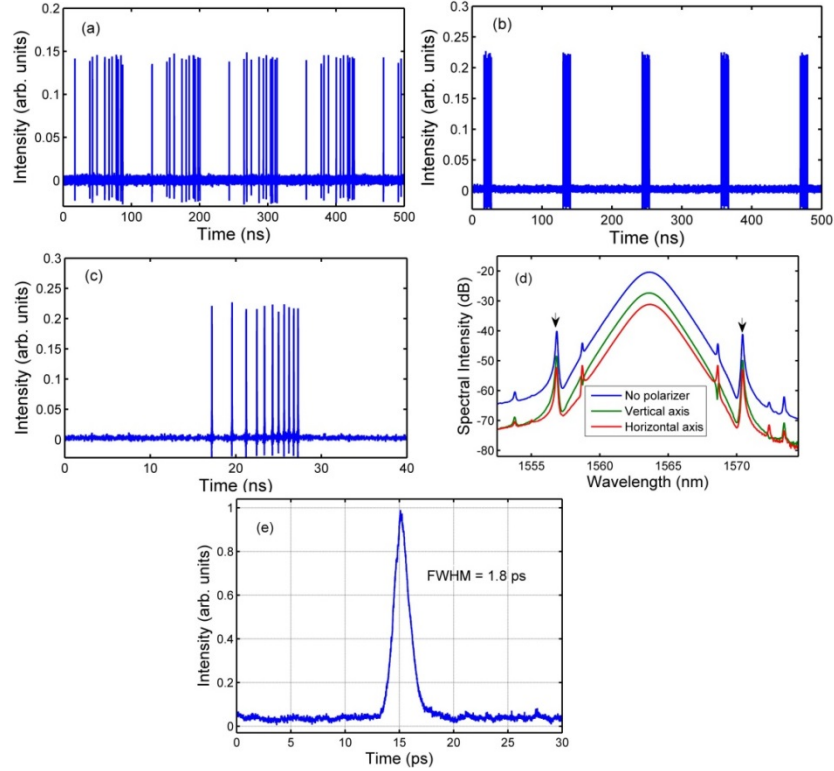 (a)
Intensity (arb. units)
0.2
0.15
0.1
0.05
0
0 100 200 300 400 500
Time (ns)
(b)
Intensity (arb. units)
0.3
0.25
0.2
0.15
0.1
0.05
0
0 100 200 300 400 500
Time (ns)
(c)
Intensity (arb. units)
0.3
0.25
0.2
0.15
0.1
0.05
0
0 10 20 30 40
Time (ns)
(d)
Spectral Intensity (dB)
-20
-30
-40
-50
-60
-70
-80
No polarizer
Vertical axis
Horizontal axis
1555 1560 1565 1570
Wavelength (nm)
(e)
Intensity (arb. units)
1
0.8
0.6
0.4
0.2
0
FWHM = 1.8 ps
0 5 10 15 20 25 30
Time (ps)